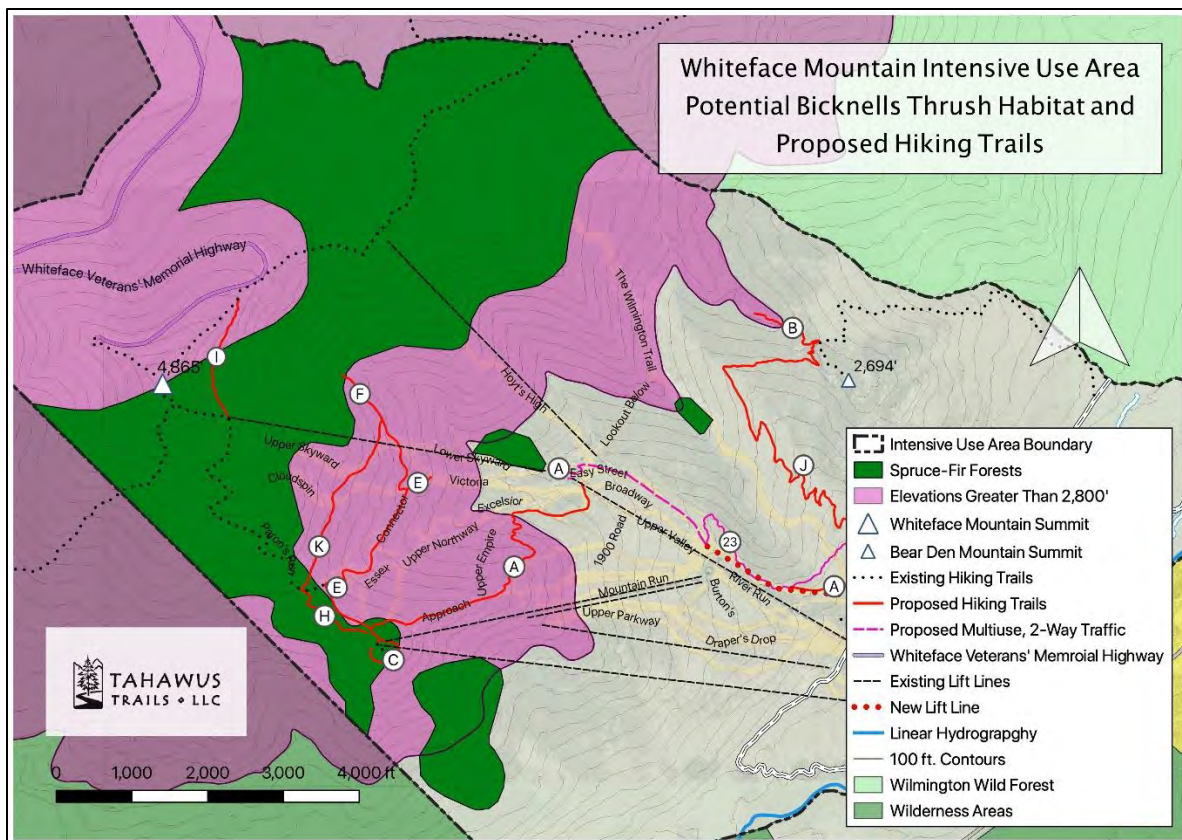 Whiteface Mountain Intensive Use Area
Potential Bicknells Thrush Habitat and
Proposed Hiking Trails
Whiteface Veterans' Memorial Highway
The Wilmington Trail
B
I
4,865'
2,694'
Hoyt's High
Lookout Below
F
Upper Skyward
Lower Skyward
A
Easy Street
J
Cloudspin
E
Victoria
Broadway
Excelsior
Connector
Upper Valley
1900 Road
23
Paron's Run
K
Upper Northway
Upper Empire
A
Essex
E
Mountain Run
River Run
A
H
Approach
Burton's
Upper Parkway
Draper's Drop
C
TAHAWUS
TRAILS LLC
0 1,000 2,000 3,000 4,000 ft
Intensive Use Area Boundary
Spruce-Fir Forests
Elevations Greater Than 2,800'
Whiteface Mountain Summit
Bear Den Mountain Summit
Existing Hiking Trails
Proposed Hiking Trails
Proposed Multiuse, 2-Way Traffic
Whiteface Veterans' Memroial Highway
Existing Lift Lines
New Lift Line
Linear Hydrograpghy
100 ft. Contours
Wilmington Wild Forest
Wilderness Areas